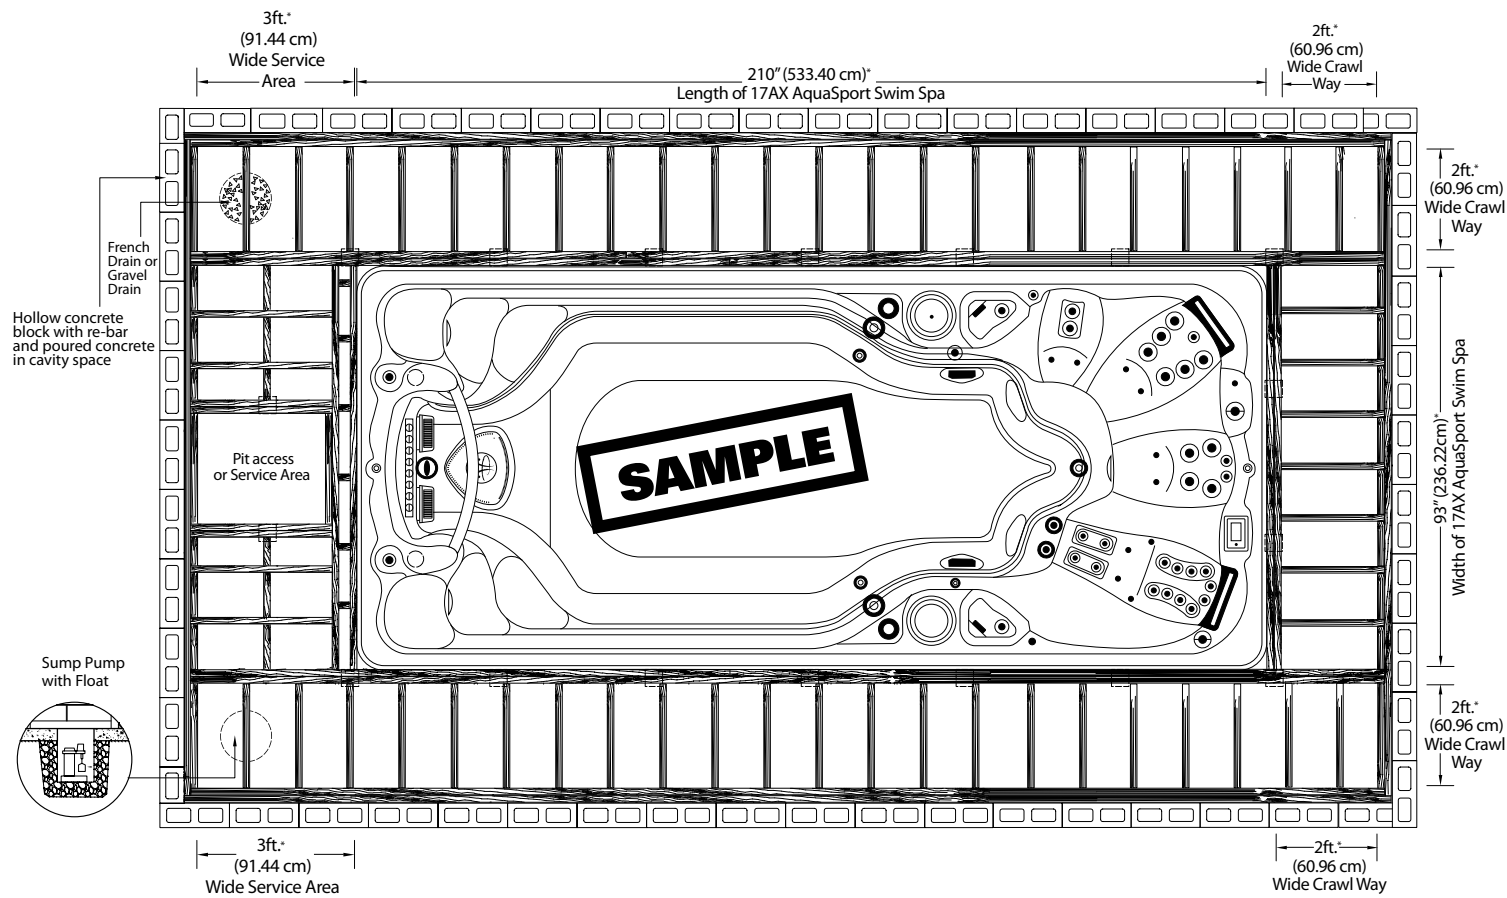 3ft.*
(91.44 cm)
Wide Service
Area
210” (533.40 cm)*
Length of 17AX AquaSport Swim Spa
2ft.*
(60.96 cm)
Wide Crawl
Way
2ft.*
(60.96 cm)
Wide Crawl
Way
French
Drain or
Gravel
Drain
Hollow concrete
block with re-bar
and poured concrete
in cavity space
Pit access
or Service Area
SAMPLE
93” (236.22cm)*
Width of 17AX AquaSport Swim Spa
Sump Pump
with Float
2ft.*
(60.96 cm)
Wide Crawl
Way
3ft.*
(91.44 cm)
Wide Service Area
2ft.*
(60.96 cm)
Wide Crawl Way